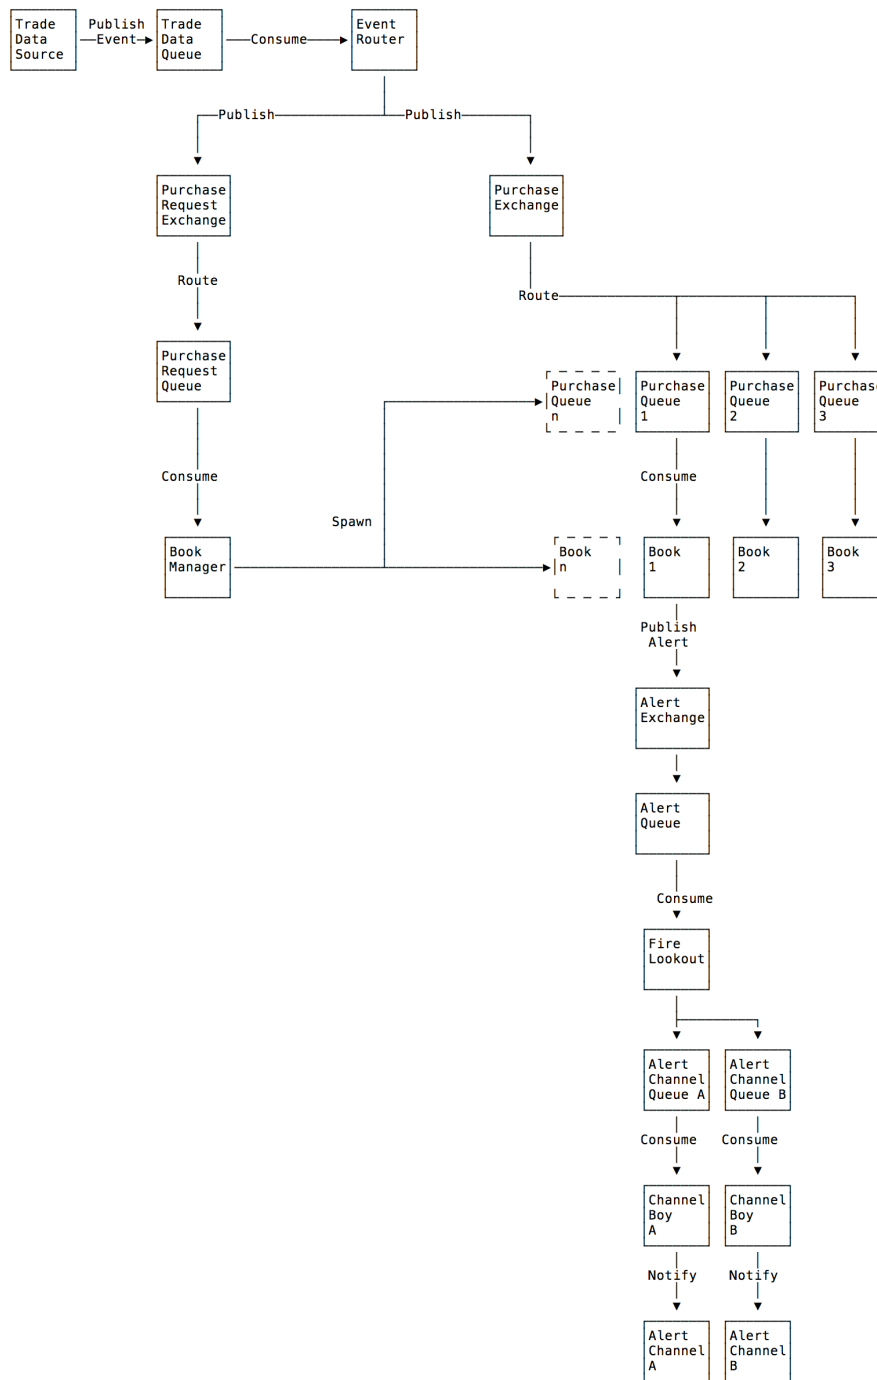 Trade
Data
Source
Publish
Event
Trade
Data
Queue
Consume
Event
Router
Publish
Publish
Purchase
Request
Exchange
Purchase
Exchange
Route
Route
Purchase
Request
Queue
Purchase
Queue
n
Purchase
Queue
1
Purchase
Queue
2
Purchase
Queue
3
Consume
Consume
Spawn
Book
Manager
Book
n
Book
1
Book
2
Book
3
Publish
Alert
Alert
Exchange
Alert
Queue
Consume
Fire
Lookout
Alert
Channel
Queue A
Alert
Channel
Queue B
Consume
Consume
Channel
Boy
A
Channel
Boy
B
Notify
Notify
Alert
Channel
A
Alert
Channel
B